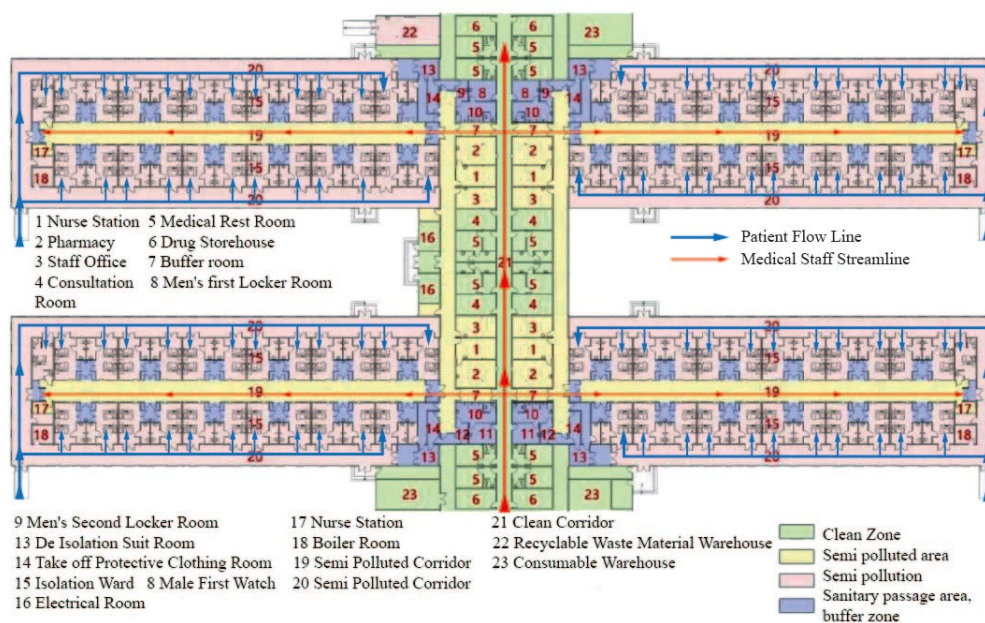 22 6 6 23
5 5
20 13 5 5 13 20
15 14 9 8 8 9 14 15
10 10
19 7 7 19
17 2 2 17
15 1 1 15
18 3 3 18
20 4 4 20
1 Nurse Station 5 Medical Rest Room
2 Pharmacy 6 Drug Storehouse
3 Staff Office 7 Buffer room
4 Consultation 8 Men's first Locker Room
Room
16 5 5
21
16 5 5
4 4
Patient Flow Line
Medical Staff Streamline
20 3 3 20
15 1 1 15
2 2
19 7 7 19
17 10 10 17
15 14 12 11 11 12 14 15
18 18
20 13 5 5 13 20
5 5
23 6 6 23
9 Men's Second Locker Room
13 De Isolation Suit Room
14 Take off Protective Clothing Room
15 Isolation Ward 8 Male First Watch
16 Electrical Room
17 Nurse Station
18 Boiler Room
19 Semi Polluted Corridor
20 Semi Polluted Corridor
21 Clean Corridor
22 Recyclable Waste Material Warehouse
23 Consumable Warehouse
Clean Zone
Semi polluted area
Semi pollution
Sanitary passage area,
buffer zone